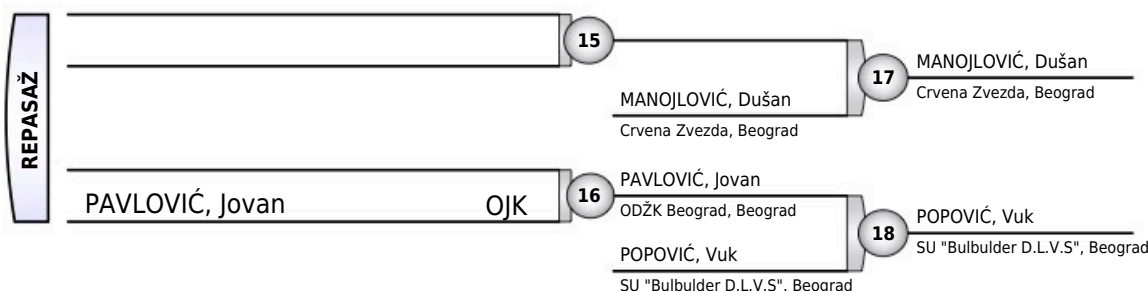 REPASAŽ
15
MANOJLOVIĆ, Dušan
Crvena Zvezda, Beograd
17
MANOJLOVIĆ, Dušan
Crvena Zvezda, Beograd
PAVLOVIĆ, Jovan OJK
16
PAVLOVIĆ, Jovan
ODŽK Beograd, Beograd
POPOVIĆ, Vuk
SU "Bulbulder D.L.V.S", Beograd
18
POPOVIĆ, Vuk
SU "Bulbulder D.L.V.S", Beograd